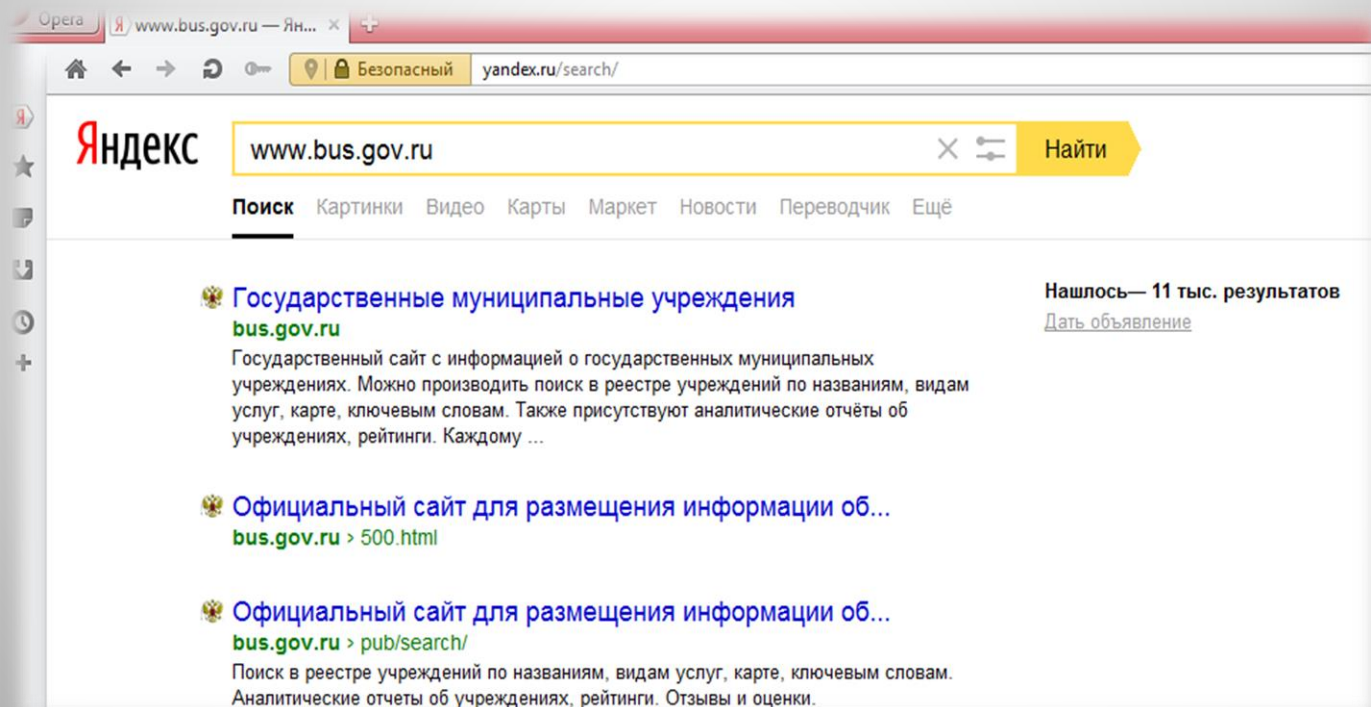 Opera
www.bus.gov.ru — Ян...
Безопасный
yandex.ru/search/
Яндекс
www.bus.gov.ru
Найти
Поиск Картинки Видео Карты Маркет Новости Переводчик Ещё
Государственные муниципальные учреждения
bus.gov.ru
Государственный сайт с информацией о государственных муниципальных
учреждениях. Можно производить поиск в реестре учреждений по названиям, видам
услуг, карте, ключевым словам. Также присутствуют аналитические отчёты об
учреждениях, рейтинги. Каждому ...
Нашлось— 11 тыс. результатов
Дать объявление
Официальный сайт для размещения информации об...
bus.gov.ru › 500.html
Официальный сайт для размещения информации об...
bus.gov.ru › pub/search/
Поиск в реестре учреждений по названиям, видам услуг, карте, ключевым словам.
Аналитические отчеты об учреждениях, рейтинги. Отзывы и оценки.